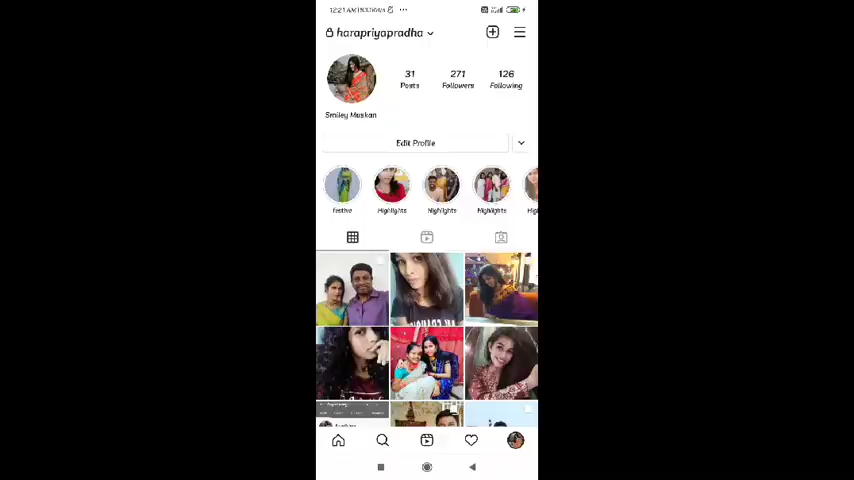 harapriyapradha
31 271 126
Posts Followers Following
Smiley Muskan
Edit Profile
festive Highlights Highlights Highlights